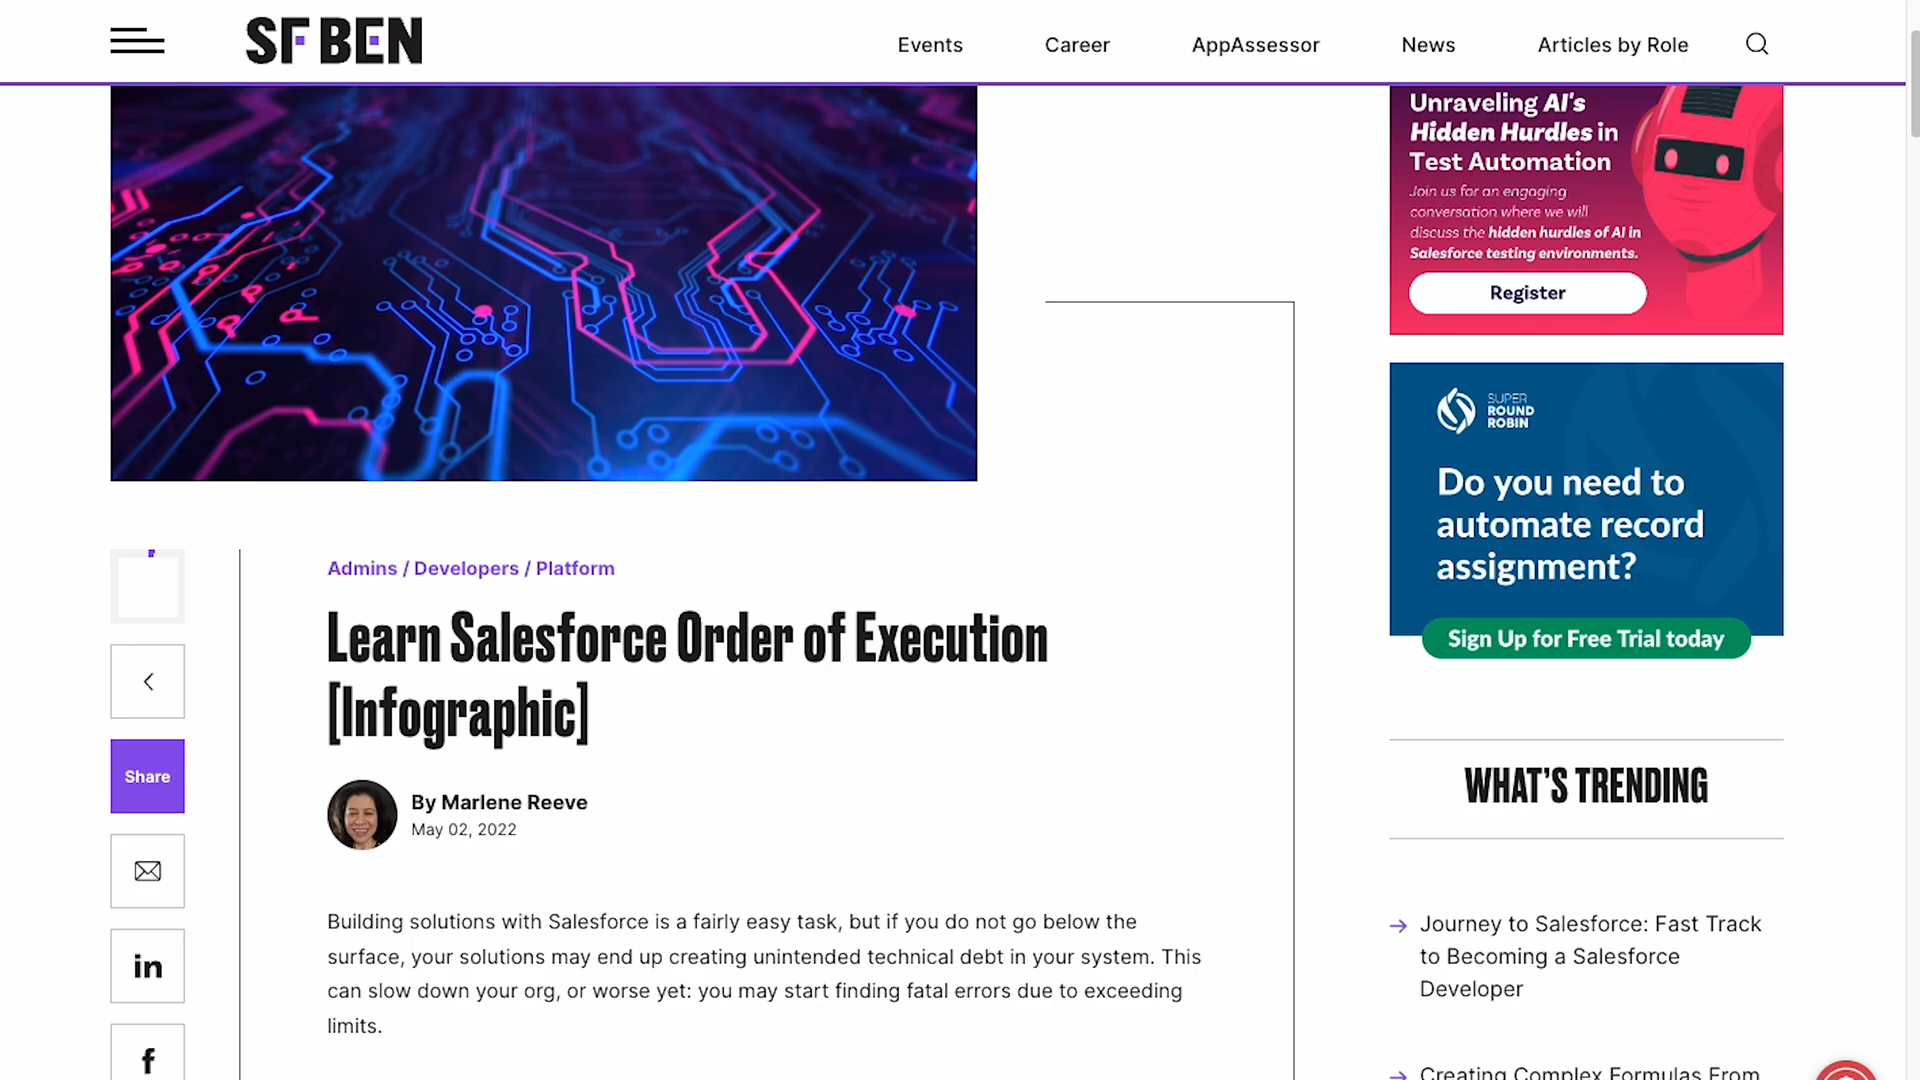 SF BEN
Events
Career
AppAssessor
News
Articles by Role
Unraveling AI's
Hidden Hurdles in
Test Automation
Join us for an engaging
conversation where we will
discuss the hidden hurdles of AI in
Salesforce testing environments.
Register
SUPER
ROUND
ROBIN
Do you need to
automate record
assignment?
Sign Up for Free Trial today
Admins / Developers / Platform
Learn Salesforce Order of Execution
[Infographic]
Share
By Marlene Reeve
May 02, 2022
in
f
Building solutions with Salesforce is a fairly easy task, but if you do not go below the
surface, your solutions may end up creating unintended technical debt in your system. This
can slow down your org, or worse yet: you may start finding fatal errors due to exceeding
limits.
WHAT'S TRENDING
Journey to Salesforce: Fast Track
to Becoming a Salesforce
Developer
Creating Complex Formulas From